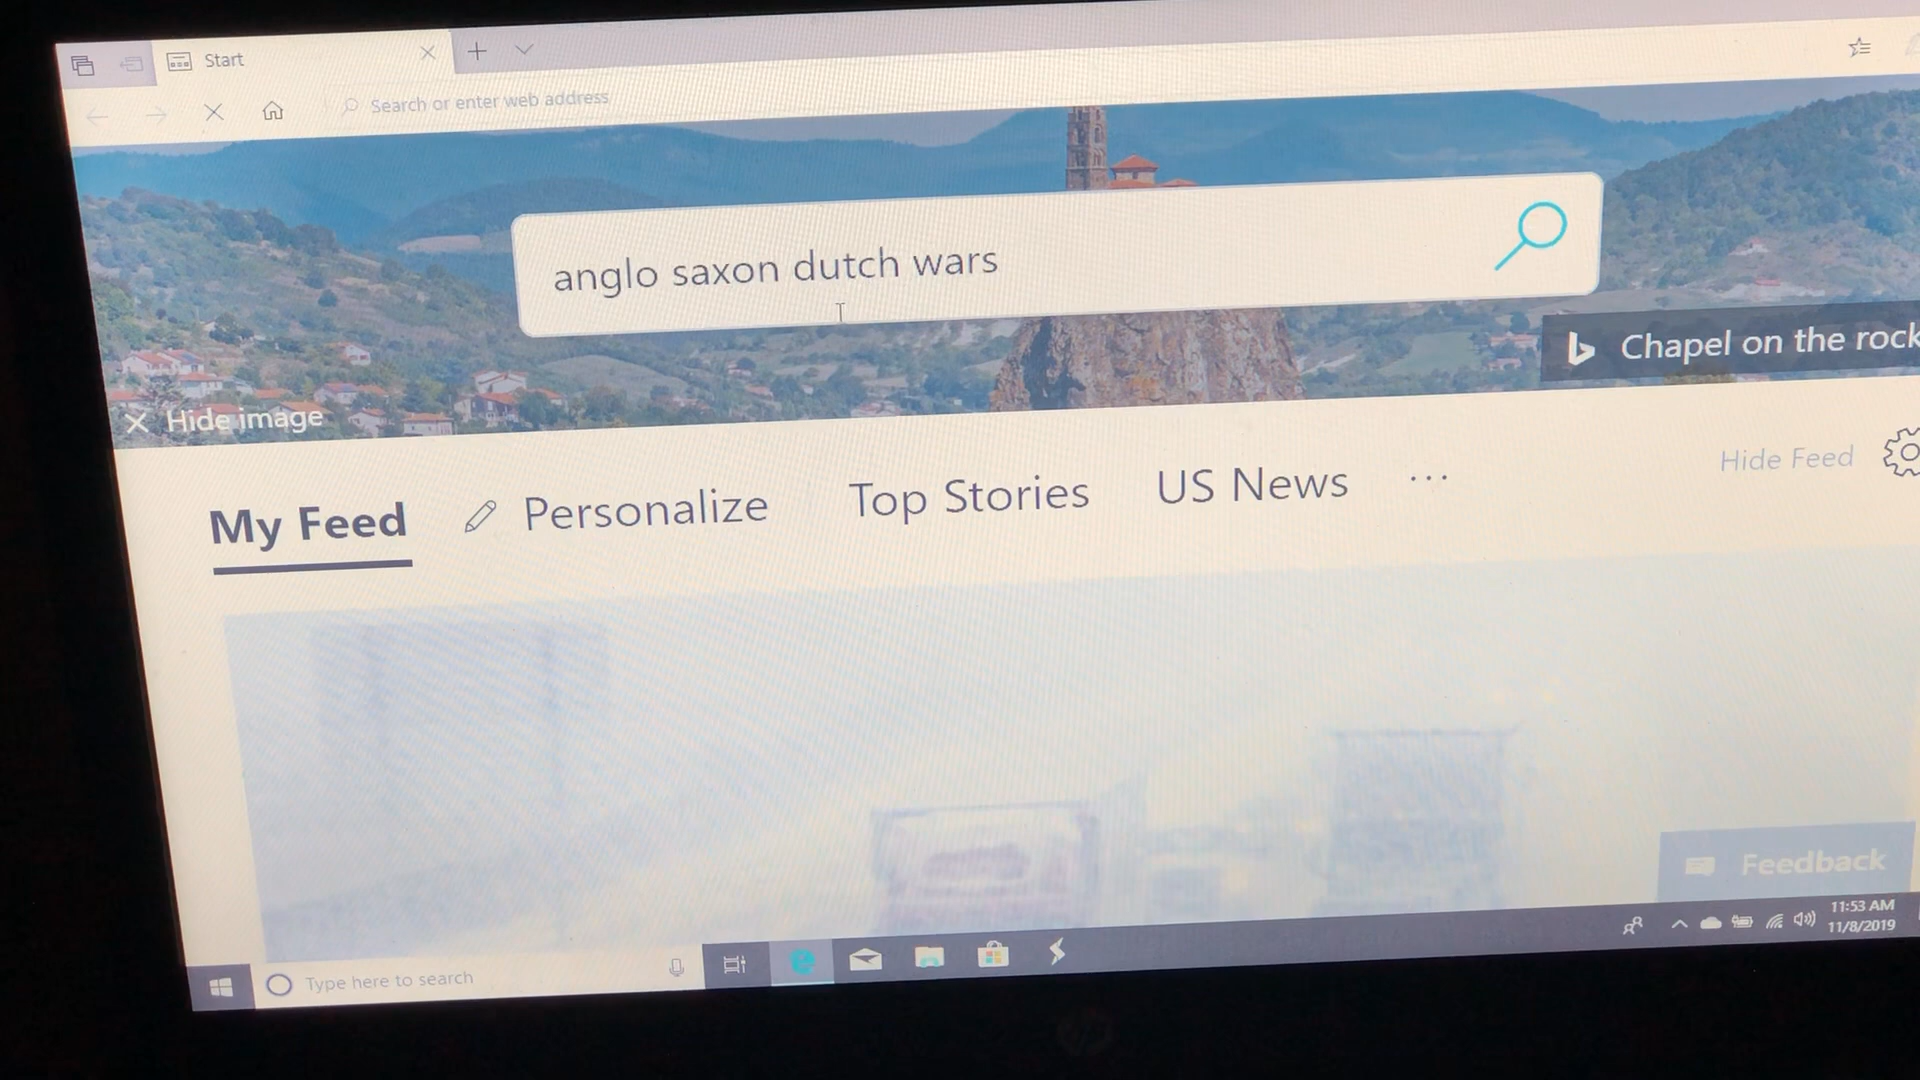 Start
Search or enter web address
anglo saxon dutch wars
Chapel on the rock
Hide image
Hide Feed
My Feed
Personalize
Top Stories
US News
...
Feedback
Type here to search
11:53 AM
11/8/2019